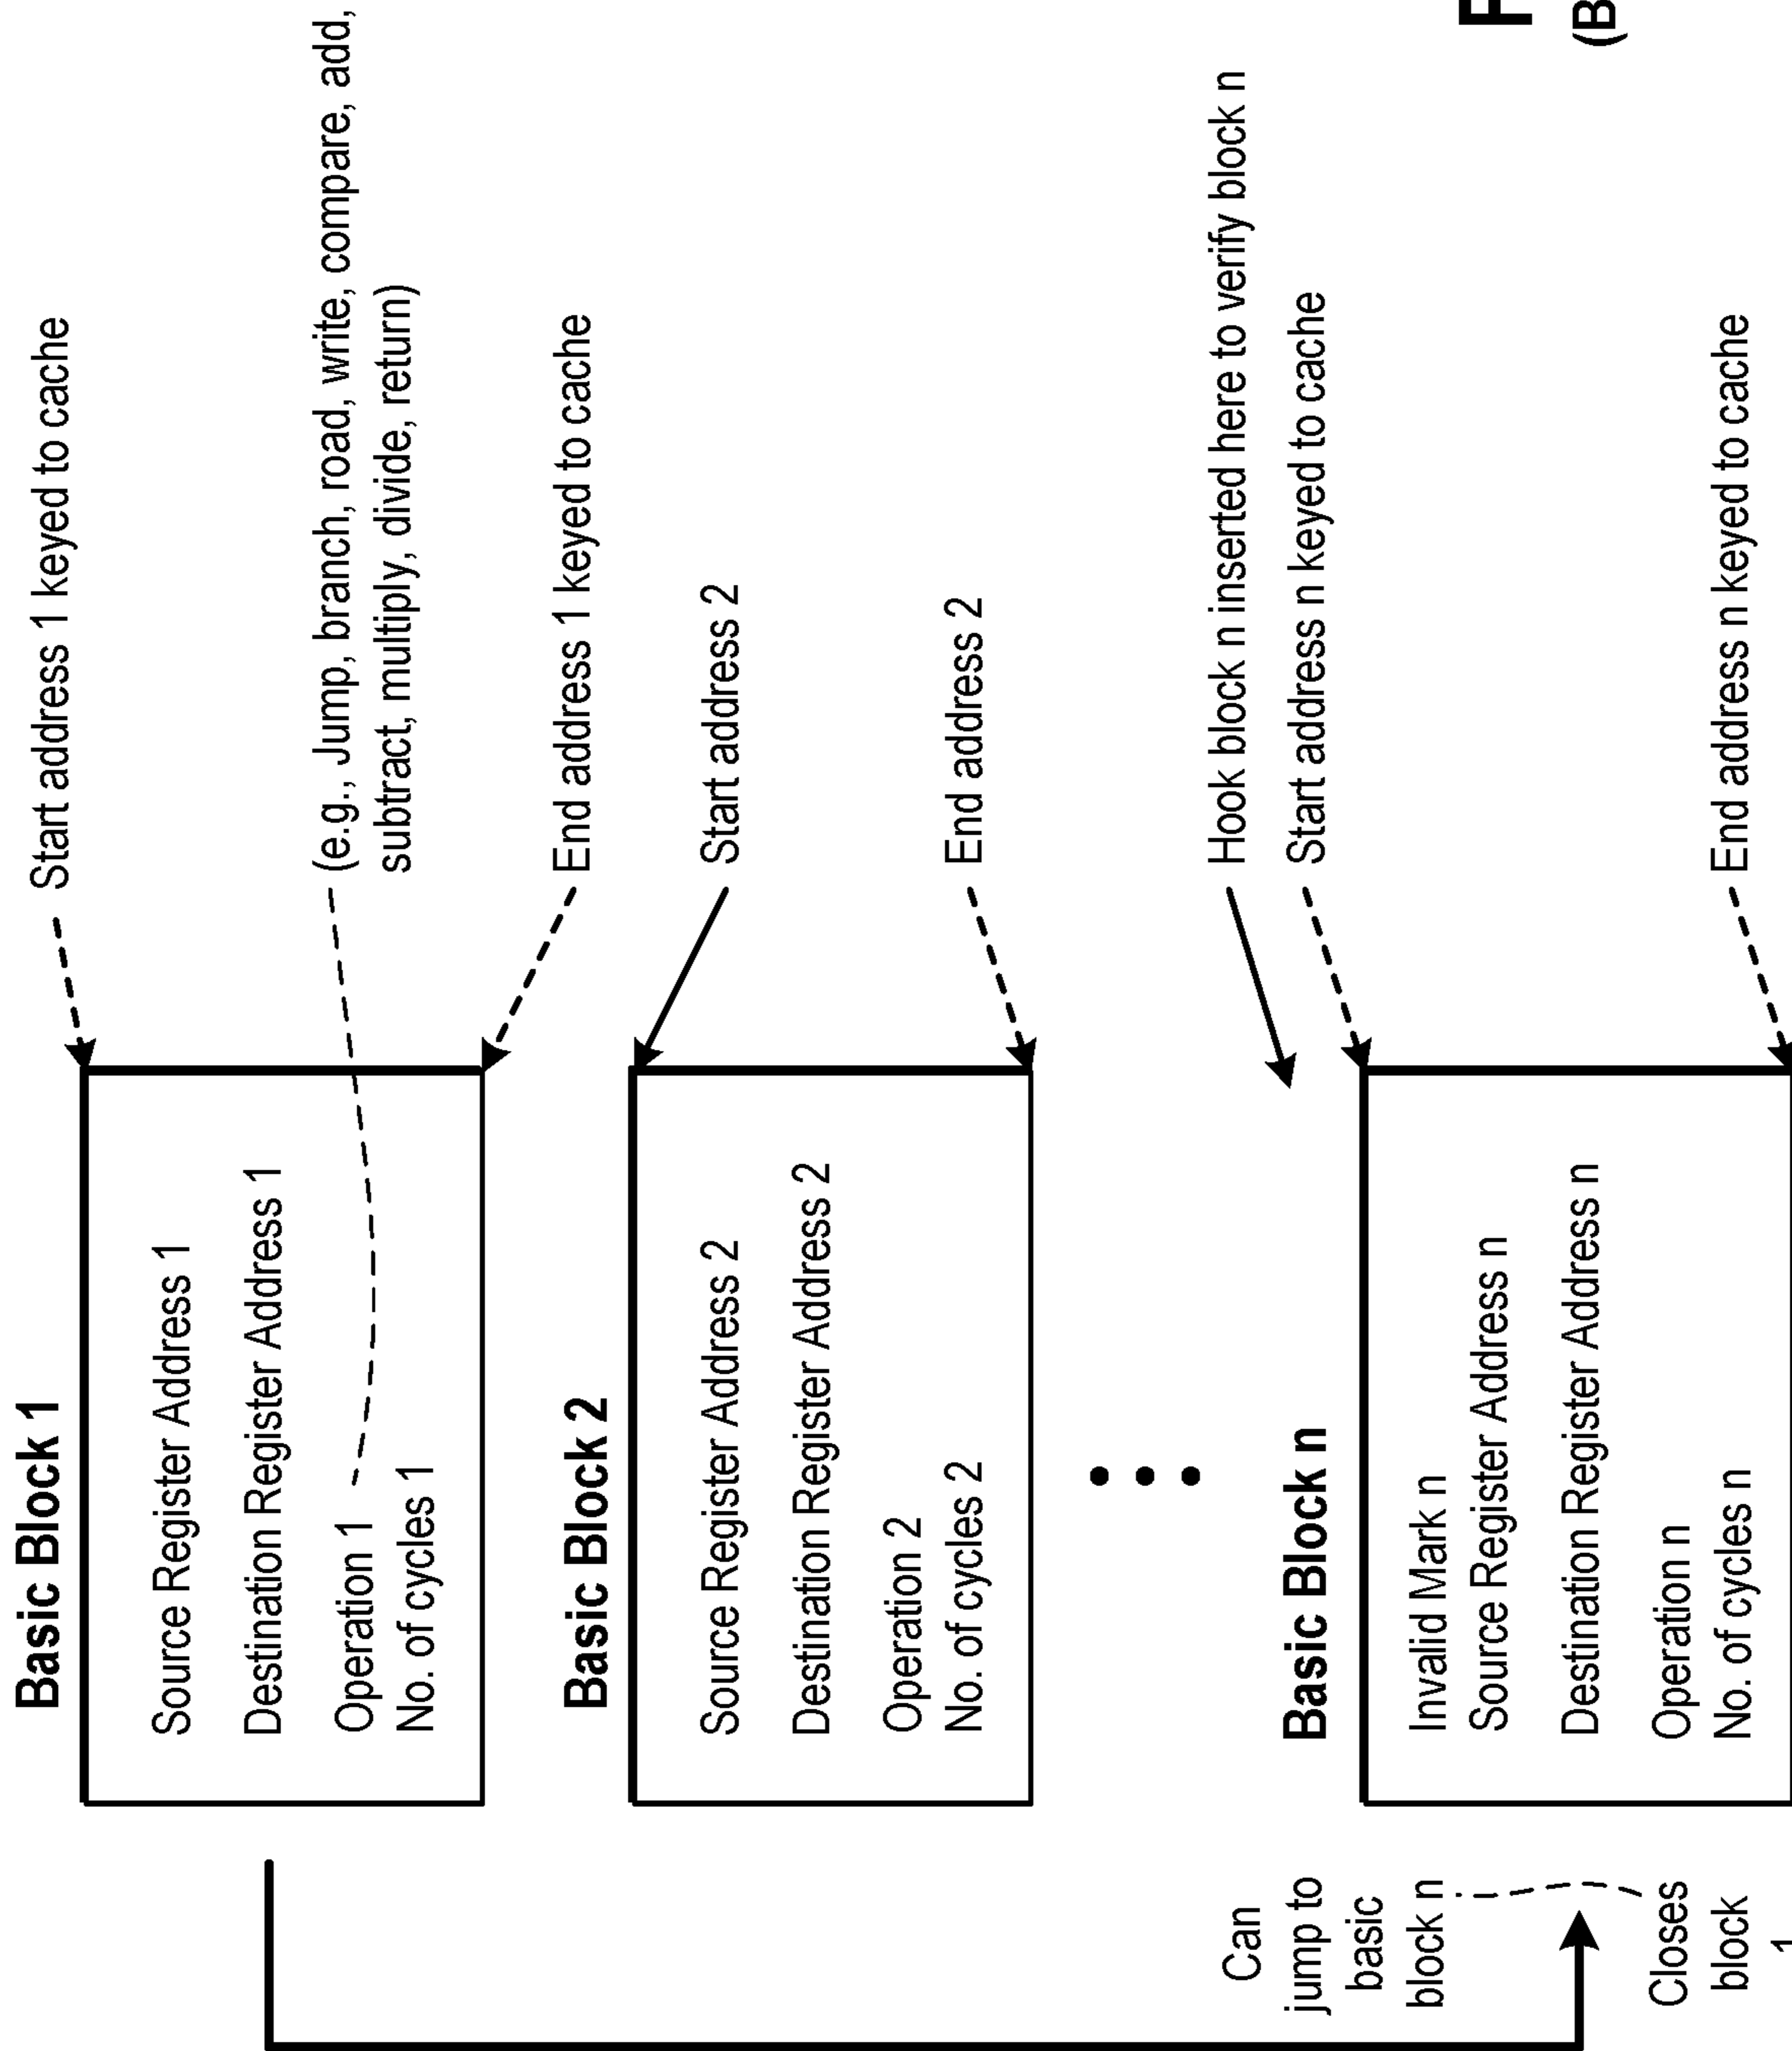 Basic Block 1
Start address 1 keyed to cache
Source Register Address 1
Destination Register Address 1
Operation 1
No. of cycles 1
(e.g., Jump, branch, road, write, compare, add,
subtract, multiply, divide, return)
End address 1 keyed to cache
Basic Block 2
Start address 2
Source Register Address 2
Destination Register Address 2
Operation 2
No. of cycles 2
End address 2
Hook block n inserted here to verify block n
Basic Block n
Start address n keyed to cache
Invalid Mark n
Source Register Address n
Destination Register Address n
Operation n
No. of cycles n
End address n keyed to cache
Can
jump to
basic
block n
Closes
block
1
F
(B